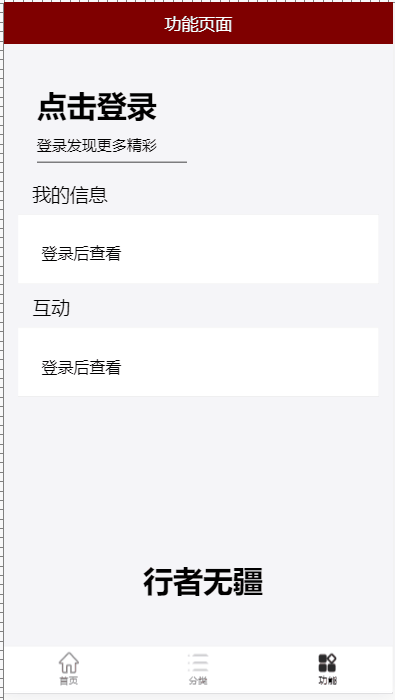 功能页面
点击登录
登录发现更多精彩
我的信息
登录后查看
互动
登录后查看
行者无疆
首页
分类
功能